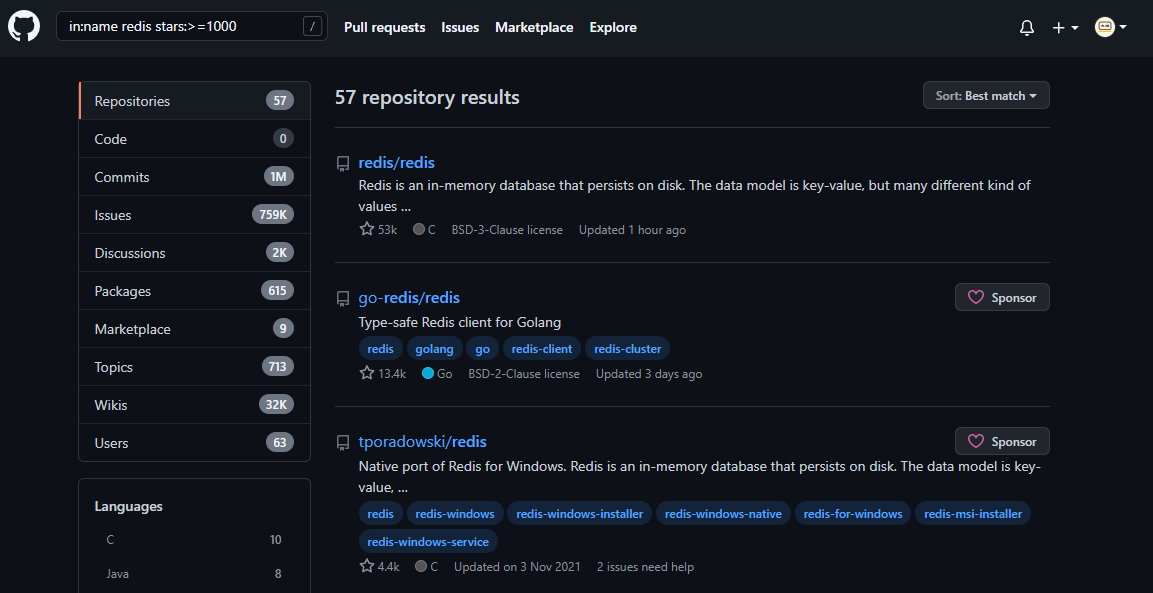 in:name redis stars:>=1000 /
Pull requests Issues Marketplace Explore
Repositories 57
Code 0
Commits 1M
Issues 759K
Discussions 2K
Packages 615
Marketplace 9
Topics 713
Wikis 32K
Users 63
Languages
C 10
Java 8
57 repository results
Sort: Best match
redis/redis
Redis is an in-memory database that persists on disk. The data model is key-value, but many different kind of
values ...
53k C BSD-3-Clause license Updated 1 hour ago
go-redis/redis
Sponsor
Type-safe Redis client for Golang
redis golang go redis-client redis-cluster
13.4k Go BSD-2-Clause license Updated 3 days ago
tporadowski/redis
Sponsor
Native port of Redis for Windows. Redis is an in-memory database that persists on disk. The data model is key-
value, ...
redis redis-windows redis-windows-installer redis-windows-native redis-for-windows redis-msi-installer
redis-windows-service
4.4k C Updated on 3 Nov 2021 2 issues need help